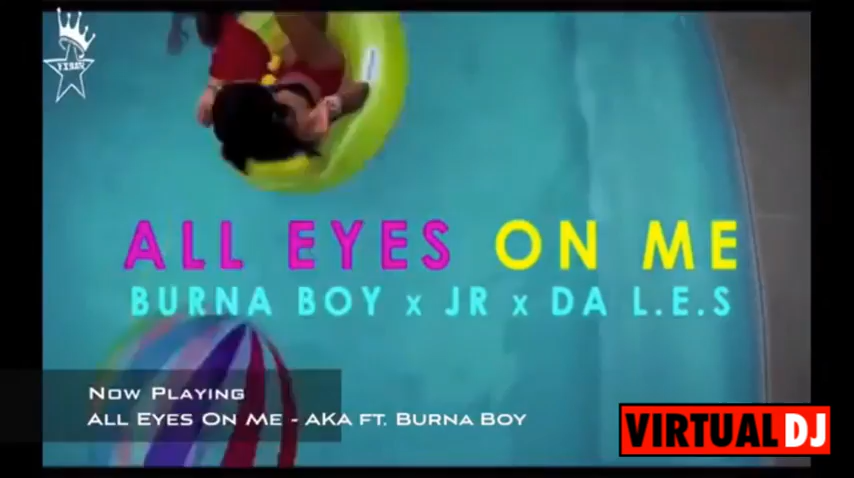 ALL EYES ON ME
BURNA BOY x JR x DA L.E.S
Now Playing
All Eyes On Me - AKA ft. Burna Boy
VIRTUAL DJ